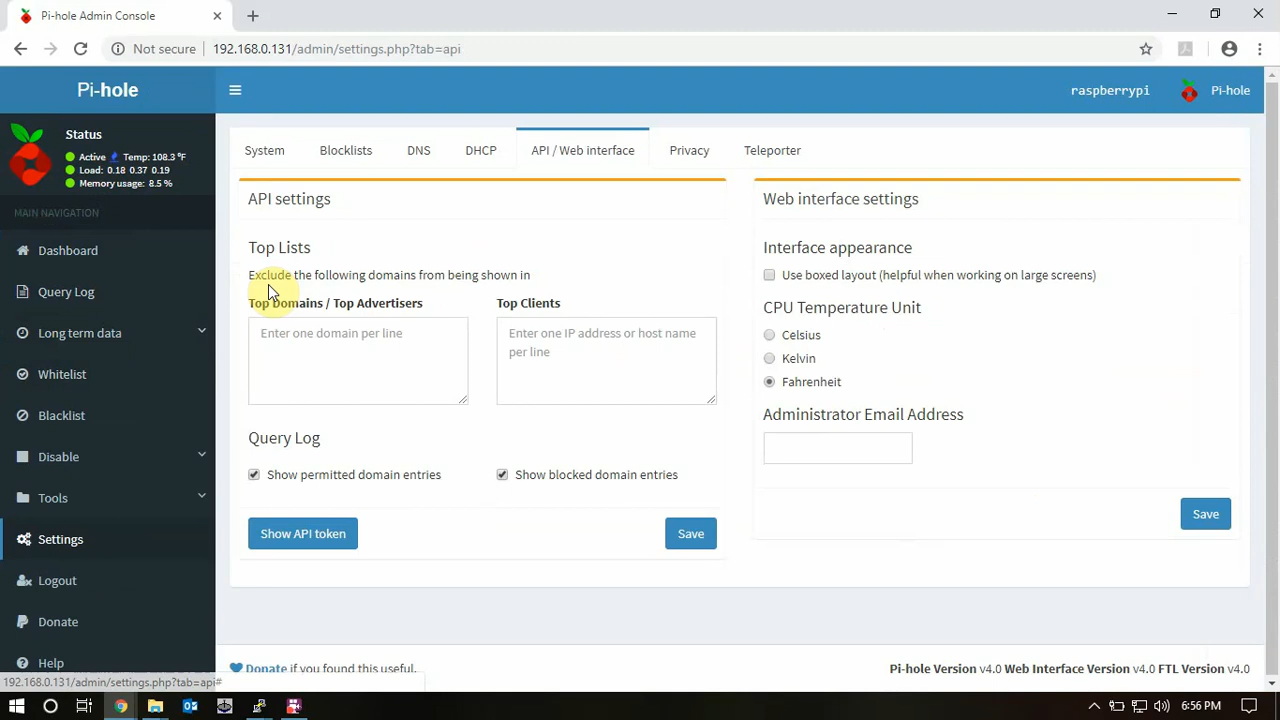 Pi-hole Admin Console
Not secure 192.168.0.131/admin/settings.php?tab=api
Pi-hole
raspberrypi Pi-hole
Status
Active Temp: 108.3 °F
Load: 0.18 0.37 0.19
Memory usage: 8.5 %
MAIN NAVIGATION
Dashboard
Query Log
Long term data
Whitelist
Blacklist
Disable
Tools
Settings
Logout
Donate
Help
System Blocklists DNS DHCP API / Web interface Privacy Teleporter
API settings
Top Lists
Exclude the following domains from being shown in
Top Domains / Top Advertisers
Enter one domain per line
Top Clients
Enter one IP address or host name
per line
Query Log
Show permitted domain entries
Show blocked domain entries
Show API token
Save
Web interface settings
Interface appearance
Use boxed layout (helpful when working on large screens)
CPU Temperature Unit
Celsius
Kelvin
Fahrenheit
Administrator Email Address
Save
Donate if you found this useful.
Pi-hole Version v4.0 Web Interface Version v4.0 FTL Version v4.0
192.168.0.131/admin/settings.php?tab=api#
6:56 PM